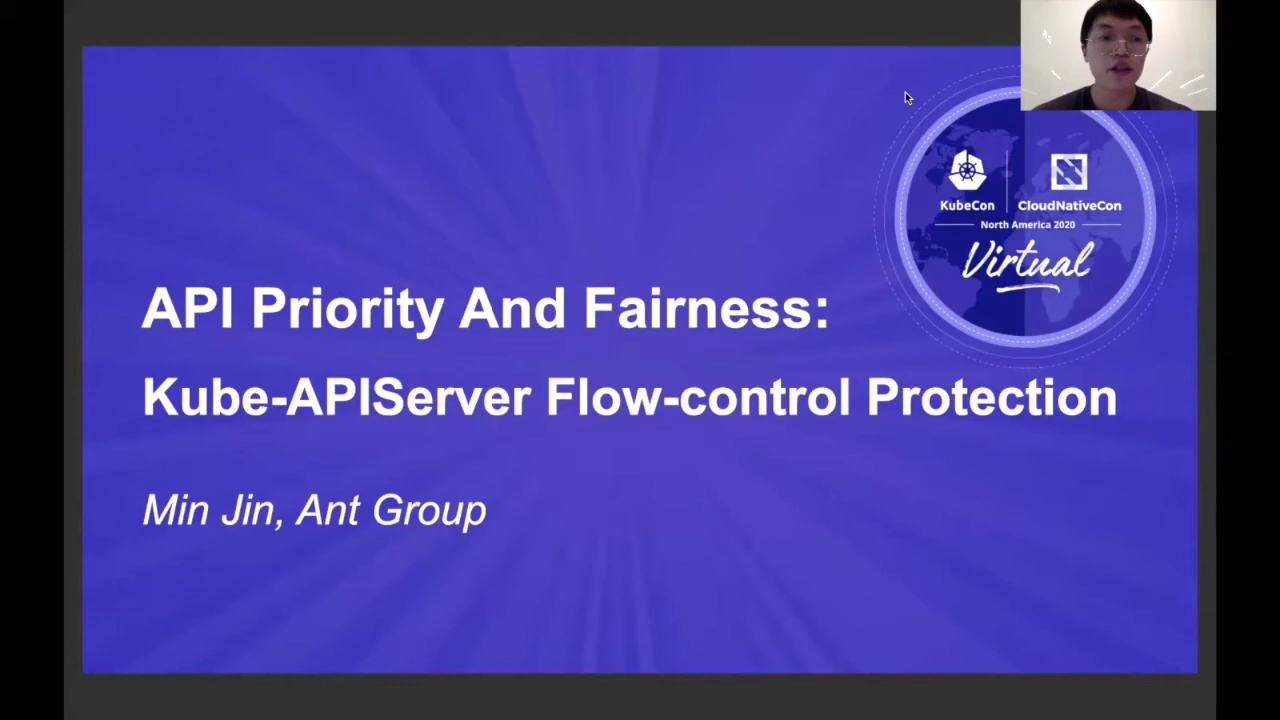 KubeCon
CloudNativeCon
North America 2020
Virtual
API Priority And Fairness:
Kube-APIServer Flow-control Protection
Min Jin, Ant Group